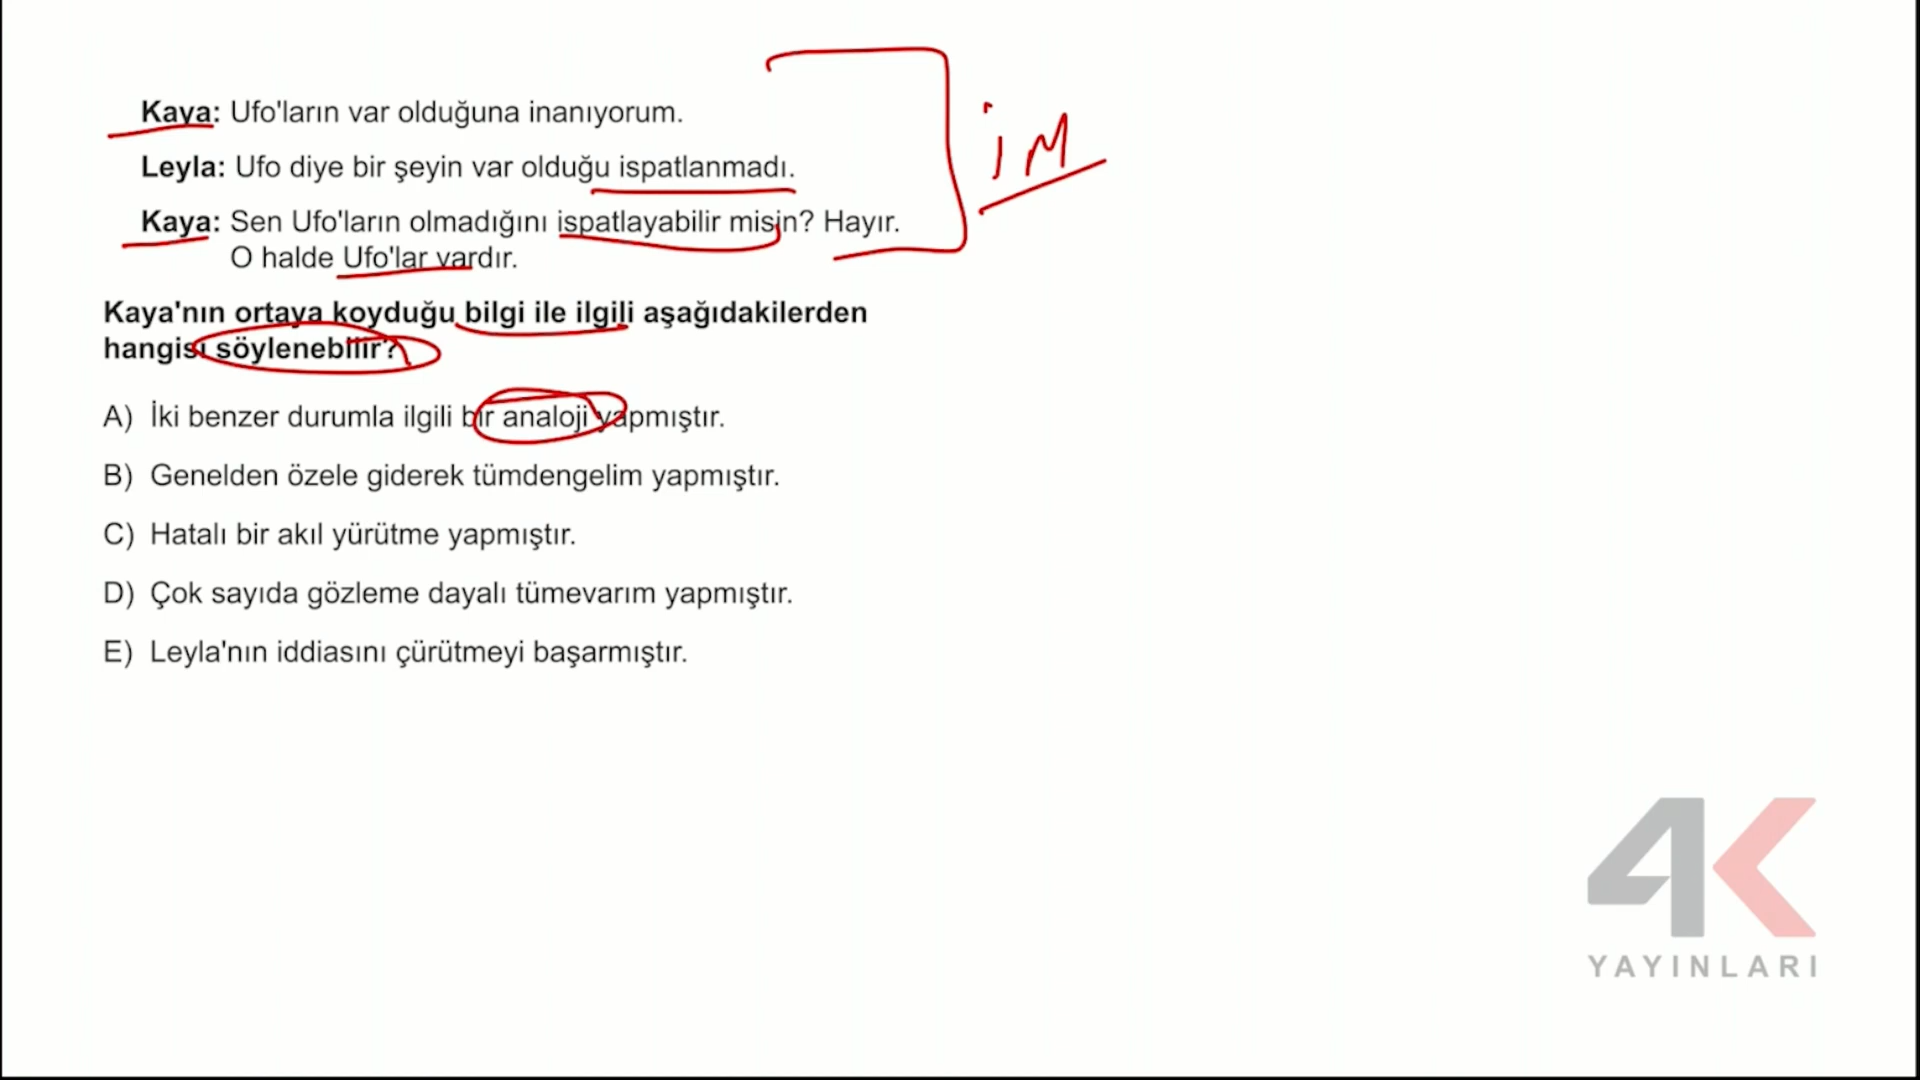 Kaya: Ufo'ların var olduğuna inanıyorum.
Leyla: Ufo diye bir şeyin var olduğu ispatlanmadı.
Kaya: Sen Ufo'ların olmadığını ispatlayabilir misin? Hayır.
O halde Ufo'lar vardır.
İM
Kaya'nın ortaya koyduğu bilgi ile ilgili aşağıdakilerden
hangisi söylenebilir?
A) İki benzer durumla ilgili bir analoji yapmıştır.
B) Genelden özele giderek tümdengelim yapmıştır.
C) Hatalı bir akıl yürütme yapmıştır.
D) Çok sayıda gözleme dayalı tümevarım yapmıştır.
E) Leyla'nın iddiasını çürütmeyi başarmıştır.
4K
YAYINLARI